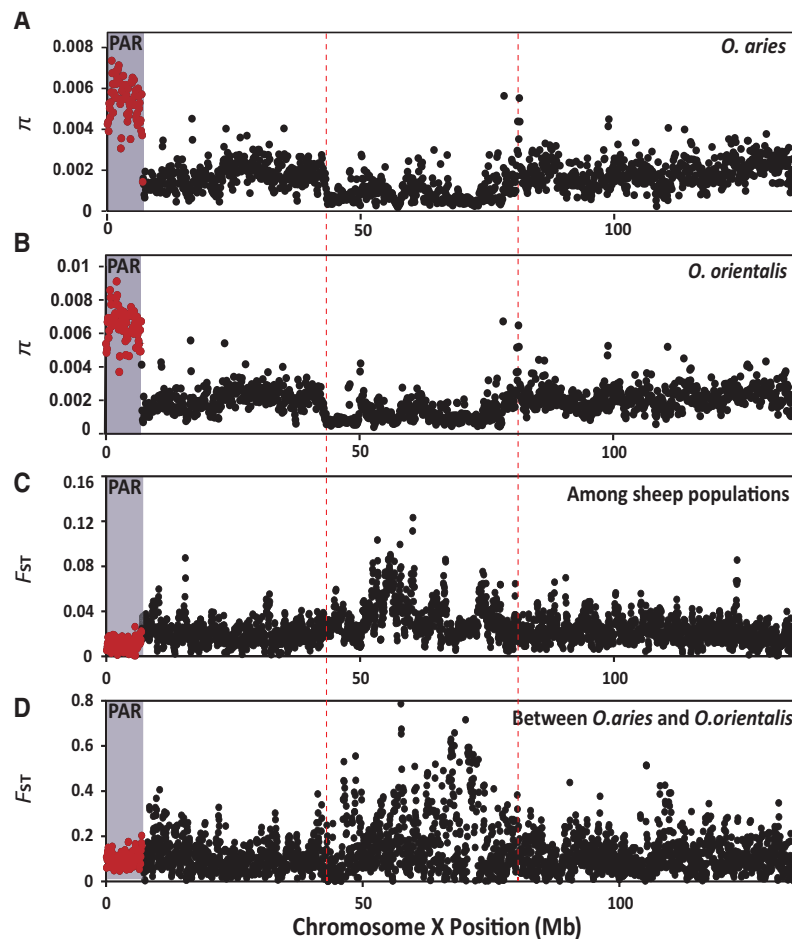 A
PAR
O. aries
0.008
0.006
π
0.004
0.002
0
0
50
100
B
PAR
O. orientalis
0.01
0.008
0.006
π
0.004
0.002
0
0
50
100
C
PAR
Among sheep populations
0.16
0.12
FST
0.08
0.04
0
0
50
100
D
PAR
Between O.aries and O.orientalis
0.8
0.6
FST
0.4
0.2
0
0
50
100
Chromosome X Position (Mb)